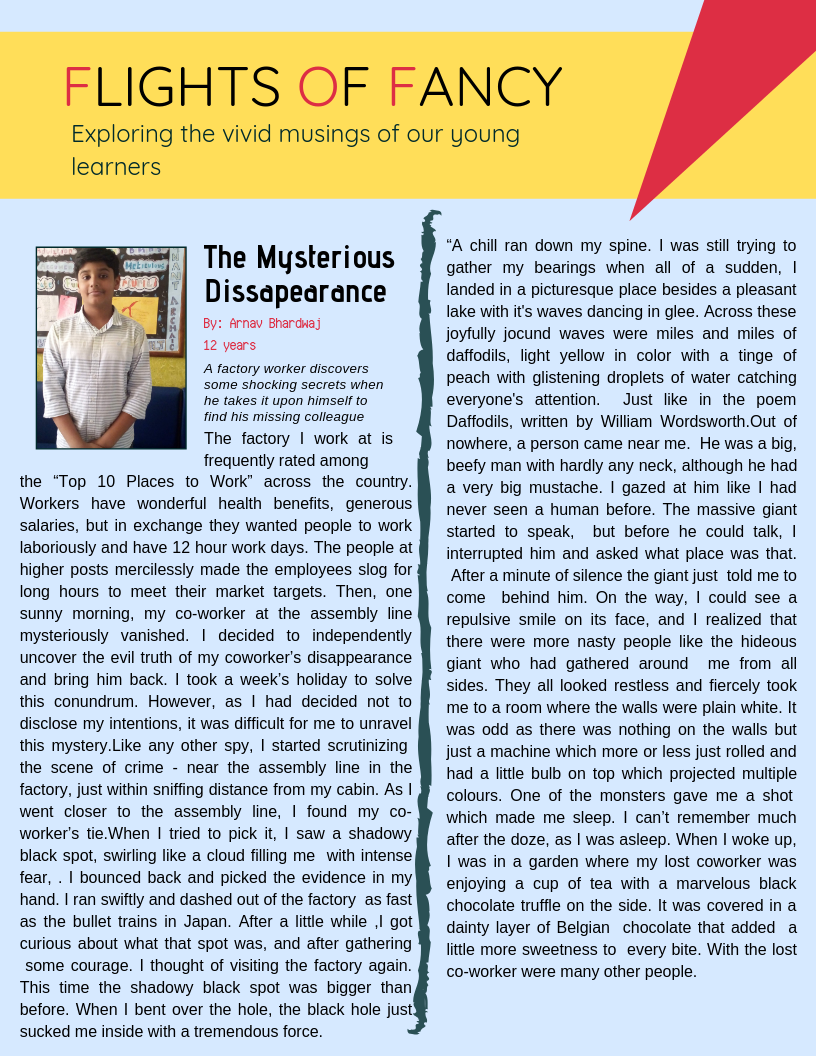 FLIGHTS OF FANCY
Exploring the vivid musings of our young
learners
The Mysterious
Dissapearance
By: Arnav Bhardwaj
12 years
A factory worker discovers
some shocking secrets when
he takes it upon himself to
find his missing colleague
The factory I work at is
frequently rated among
the “Top 10 Places to Work” across the country.
Workers have wonderful health benefits, generous
salaries, but in exchange they wanted people to work
laboriously and have 12 hour work days. The people at
higher posts mercilessly made the employees slog for
long hours to meet their market targets. Then, one
sunny morning, my co-worker at the assembly line
mysteriously vanished. I decided to independently
uncover the evil truth of my coworker’s disappearance
and bring him back. I took a week’s holiday to solve
this conundrum. However, as I had decided not to
disclose my intentions, it was difficult for me to unravel
this mystery.Like any other spy, I started scrutinizing
the scene of crime - near the assembly line in the
factory, just within sniffing distance from my cabin. As I
went closer to the assembly line, I found my co-
worker’s tie.When I tried to pick it, I saw a shadowy
black spot, swirling like a cloud filling me with intense
fear, . I bounced back and picked the evidence in my
hand. I ran swiftly and dashed out of the factory as fast
as the bullet trains in Japan. After a little while ,I got
curious about what that spot was, and after gathering
some courage. I thought of visiting the factory again.
This time the shadowy black spot was bigger than
before. When I bent over the hole, the black hole just
sucked me inside with a tremendous force.
“A chill ran down my spine. I was still trying to
gather my bearings when all of a sudden, I
landed in a picturesque place besides a pleasant
lake with it's waves dancing in glee. Across these
joyfully jocund waves were miles and miles of
daffodils, light yellow in color with a tinge of
peach with glistening droplets of water catching
everyone's attention. Just like in the poem
Daffodils, written by William Wordsworth.Out of
nowhere, a person came near me. He was a big,
beefy man with hardly any neck, although he had
a very big mustache. I gazed at him like I had
never seen a human before. The massive giant
started to speak, but before he could talk, I
interrupted him and asked what place was that.
After a minute of silence the giant just told me to
come behind him. On the way, I could see a
repulsive smile on its face, and I realized that
there were more nasty people like the hideous
giant who had gathered around me from all
sides. They all looked restless and fiercely took
me to a room where the walls were plain white. It
was odd as there was nothing on the walls but
just a machine which more or less just rolled and
had a little bulb on top which projected multiple
colours. One of the monsters gave me a shot
which made me sleep. I can’t remember much
after the doze, as I was asleep. When I woke up,
I was in a garden where my lost coworker was
enjoying a cup of tea with a marvelous black
chocolate truffle on the side. It was covered in a
dainty layer of Belgian chocolate that added a
little more sweetness to every bite. With the lost
co-worker were many other people.